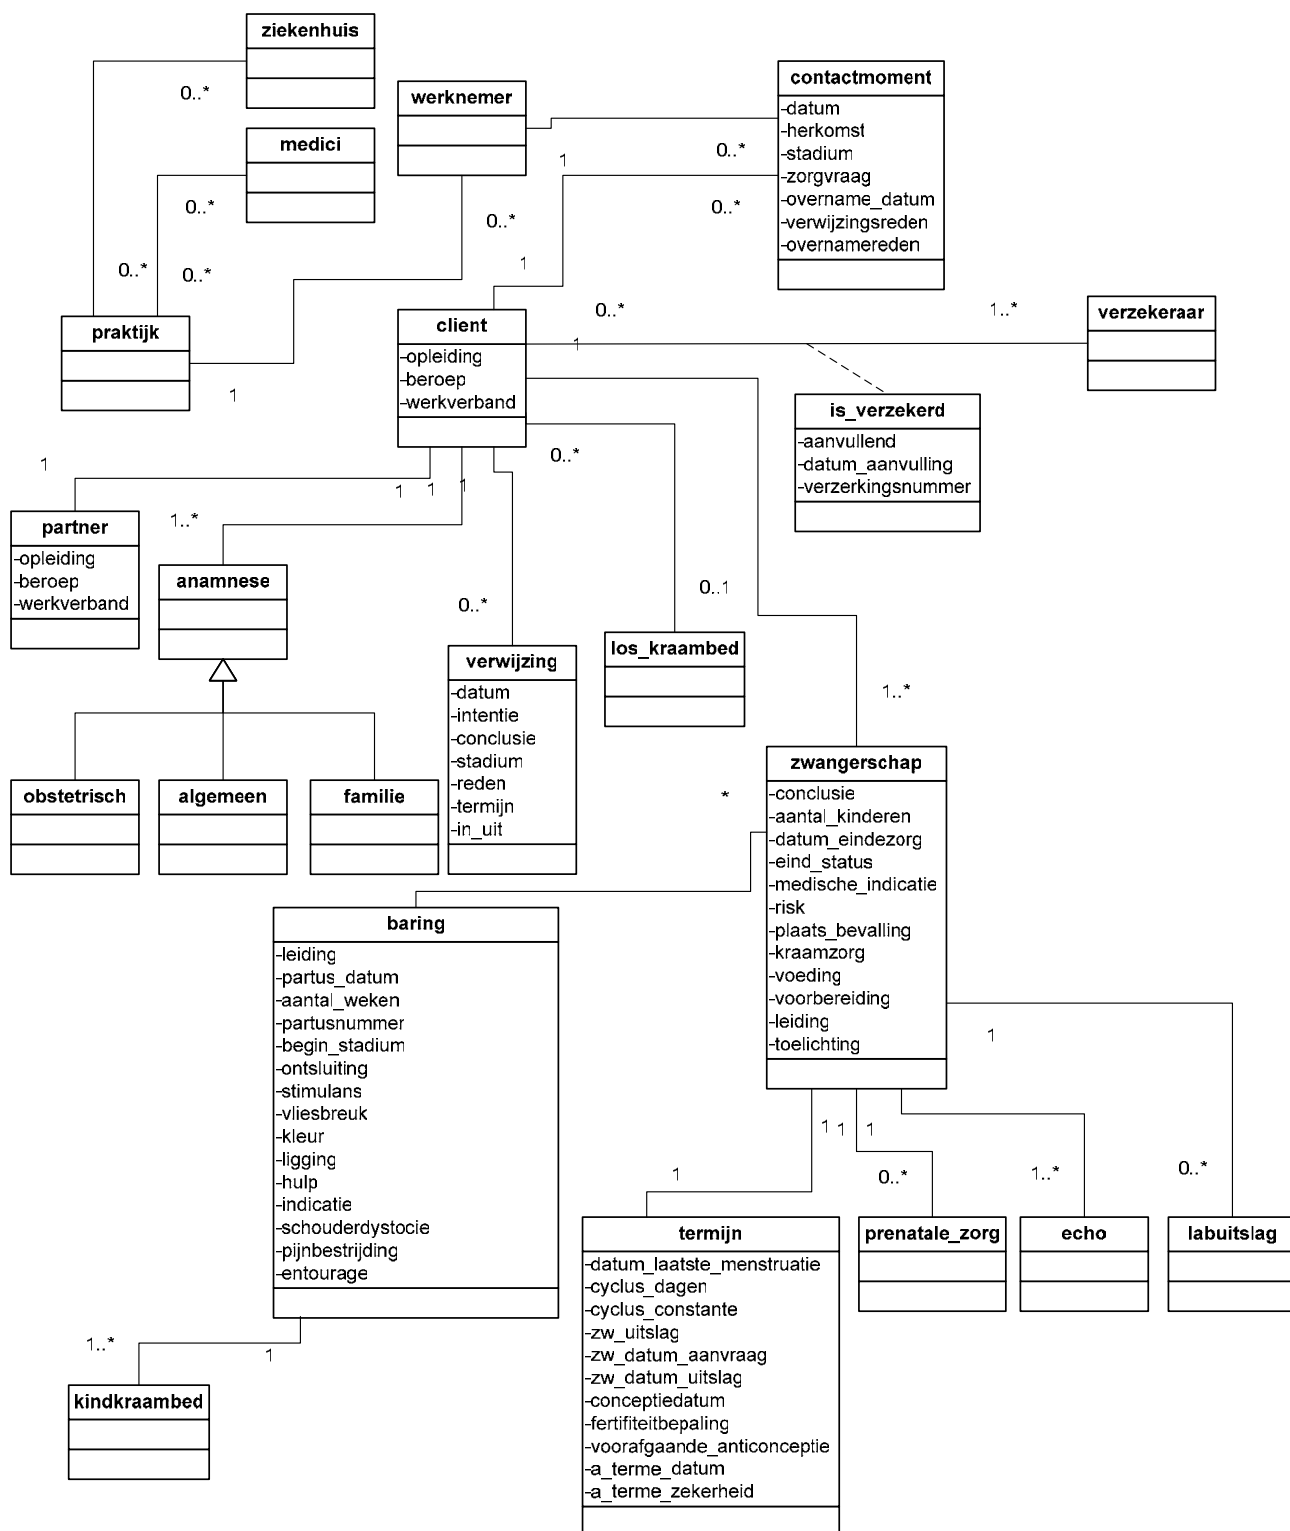 ziekenhuis
0..*
medici
0..*
0..*
0..*
praktijk
1
werknemer
0..*
1
0..*
contactmoment
-datum
-herkomst
-stadium
-zorgvraag
-overname_datum
-verwijzingsreden
-overnamereden
0..*
1
client
-opleiding
-beroep
-werkverband
0..*
1..*
1
verzekeraar
is_verzekerd
-aanvullend
-datum_aanvulling
-verzerkingsnummer
1
1
1
1
0..*
partner
-opleiding
-beroep
-werkverband
1..*
anamnese
obstetrisch
algemeen
familie
0..*
verwijzing
-datum
-intentie
-conclusie
-stadium
-reden
-termijn
-in_uit
0..1
los_kraambed
1..*
zwangerschap
-conclusie
-aantal_kinderen
-datum_eindezorg
-eind_status
-medische_indicatie
-risk
-plaats_bevalling
-kraamzorg
-voeding
-voorbereiding
-leiding
-toelichting
*
baring
-leiding
-partus_datum
-aantal_weken
-partusnummer
-begin_stadium
-ontsluiting
-stimulans
-vliesbreuk
-kleur
-ligging
-hulp
-indicatie
-schouderdystocie
-pijnbestrijding
-entourage
1..*
1
kindkraambed
1
1
1
1
1
0..*
1..*
0..*
termijn
-datum_laatste_menstruatie
-cyclus_dagen
-cyclus_constante
-zw_uitslag
-zw_datum_aanvraag
-zw_datum_uitslag
-conceptiedatum
-fertifiteitbepaling
-voorafgaande_anticonceptie
-a_terme_datum
-a_terme_zekerheid
prenatale_zorg
echo
labuitslag